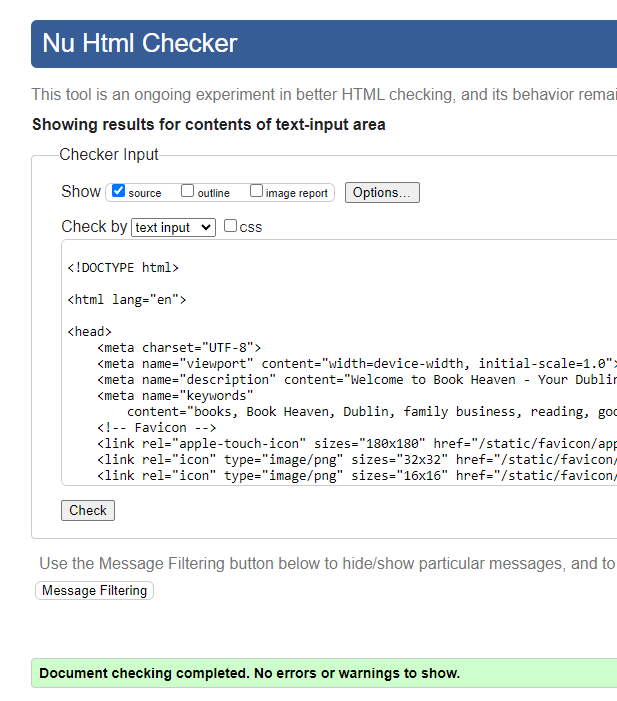 Nu Html Checker
This tool is an ongoing experiment in better HTML checking, and its behavior remai
Showing results for contents of text-input area
Checker Input
Show source outline image report Options...
Check by text input css
<!DOCTYPE html>
<html lang="en">
<head>
<meta charset="UTF-8">
<meta name="viewport" content="width=device-width, initial-scale=1.0">
<meta name="description" content="Welcome to Book Heaven - Your Dublin
<meta name="keywords"
content="books, Book Heaven, Dublin, family business, reading, goo
<!-- Favicon -->
<link rel="apple-touch-icon" sizes="180x180" href="/static/favicon/app
<link rel="icon" type="image/png" sizes="32x32" href="/static/favicon/
<link rel="icon" type="image/png" sizes="16x16" href="/static/favicon/
Check
Use the Message Filtering button below to hide/show particular messages, and to
Message Filtering
Document checking completed. No errors or warnings to show.